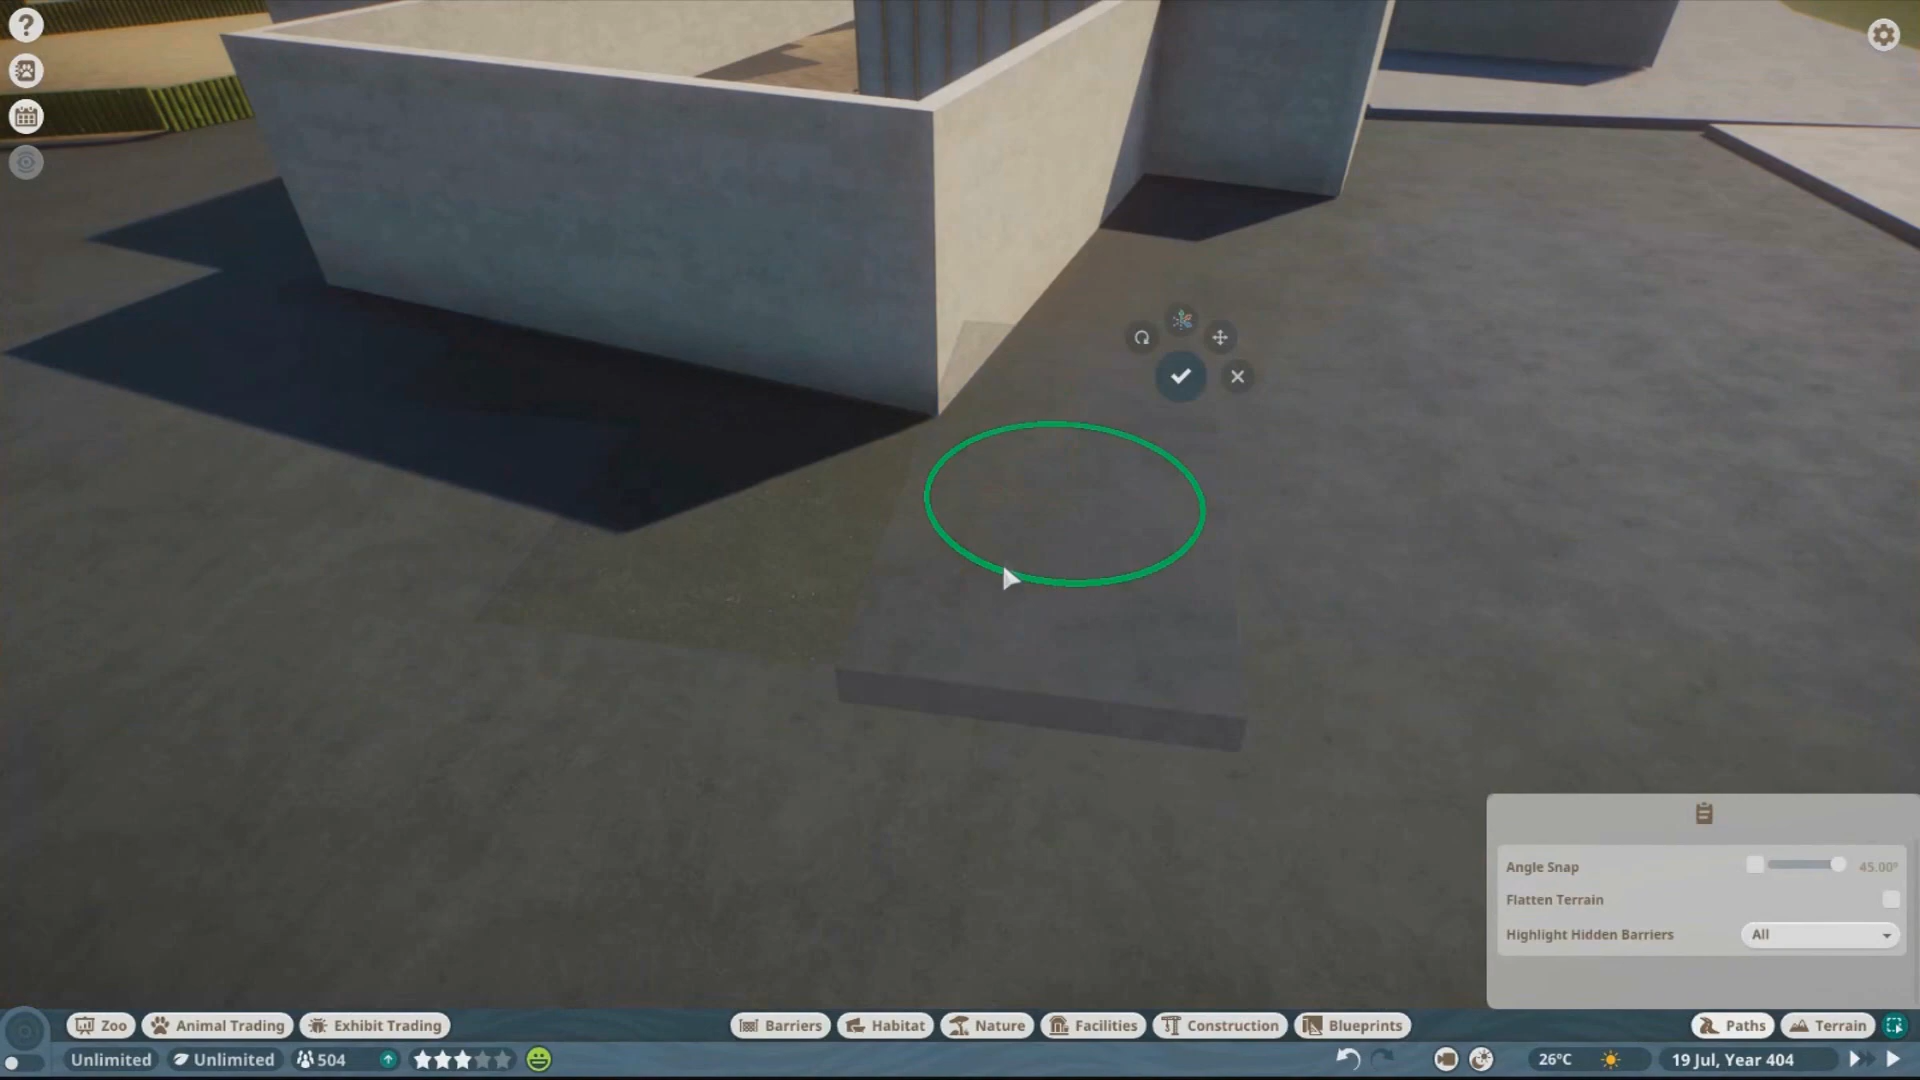 ?
Angle Snap 45.00°
Flatten Terrain
Highlight Hidden Barriers All
Zoo Animal Trading Exhibit Trading Barriers Habitat Nature Facilities Construction Blueprints Paths Terrain
Unlimited Unlimited 504 26°C 19 Jul, Year 404